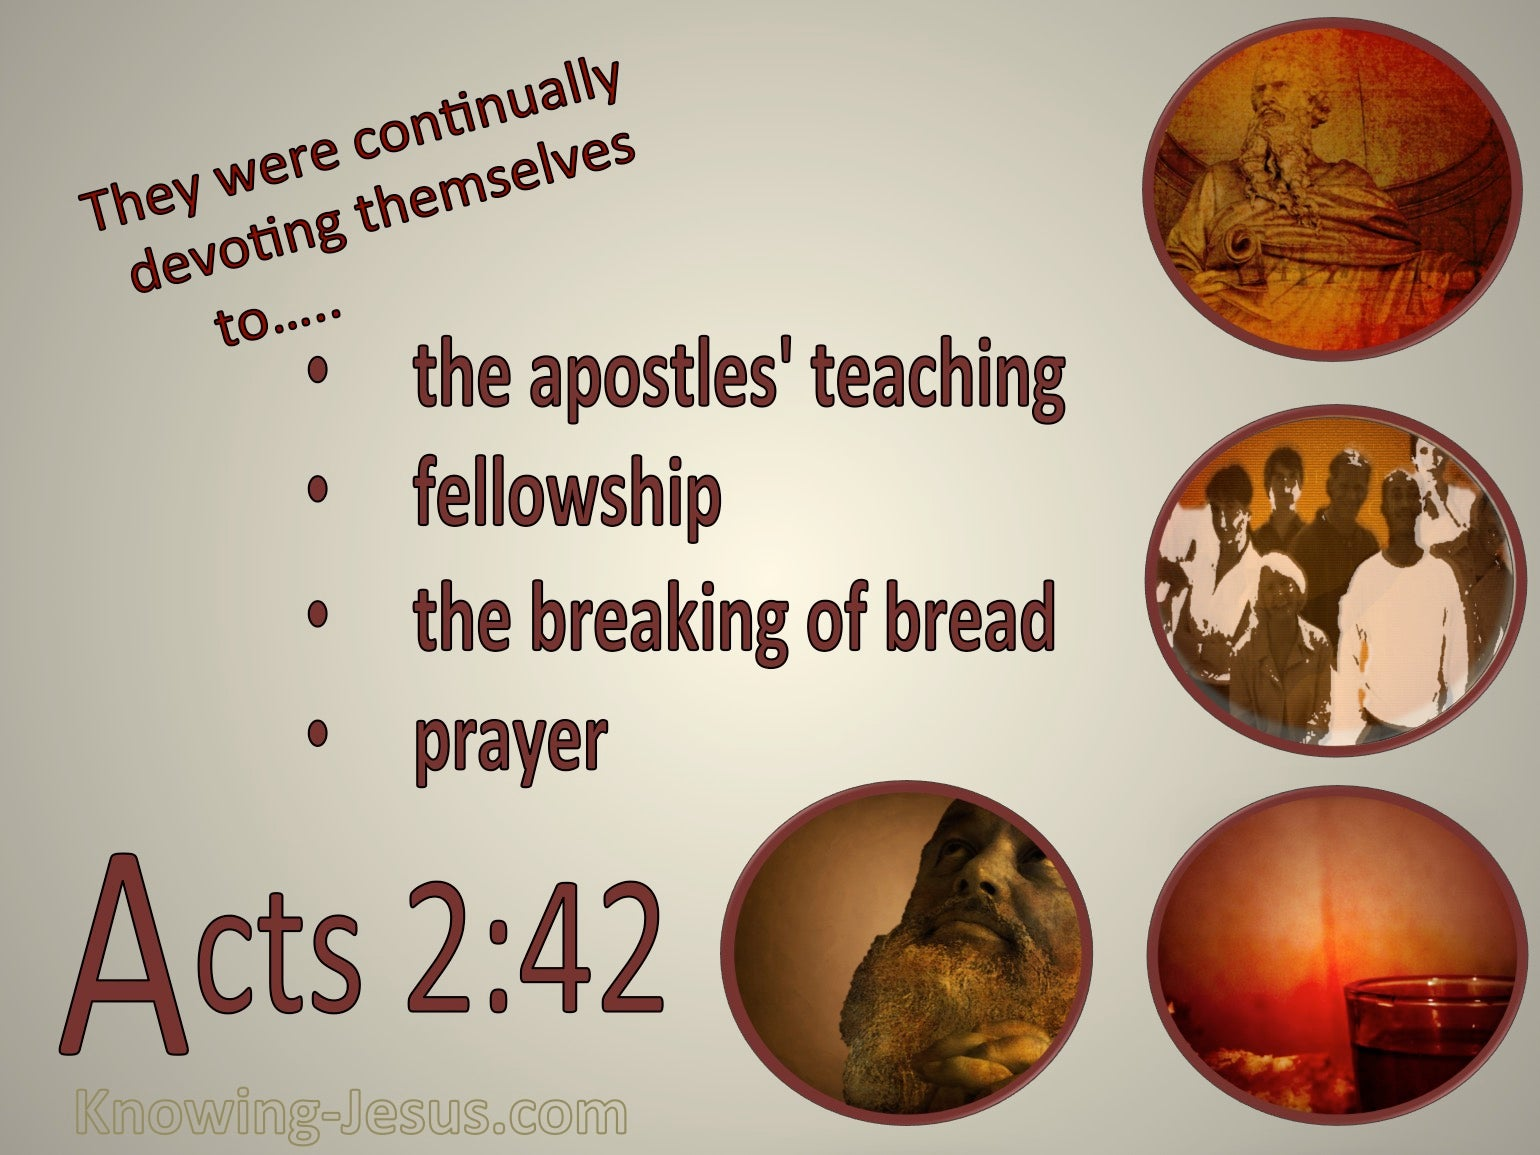 They were continually
devoting themselves
to.....
• the apostles' teaching
• fellowship
• the breaking of bread
• prayer
Acts 2:42
Knowing-Jesus.com